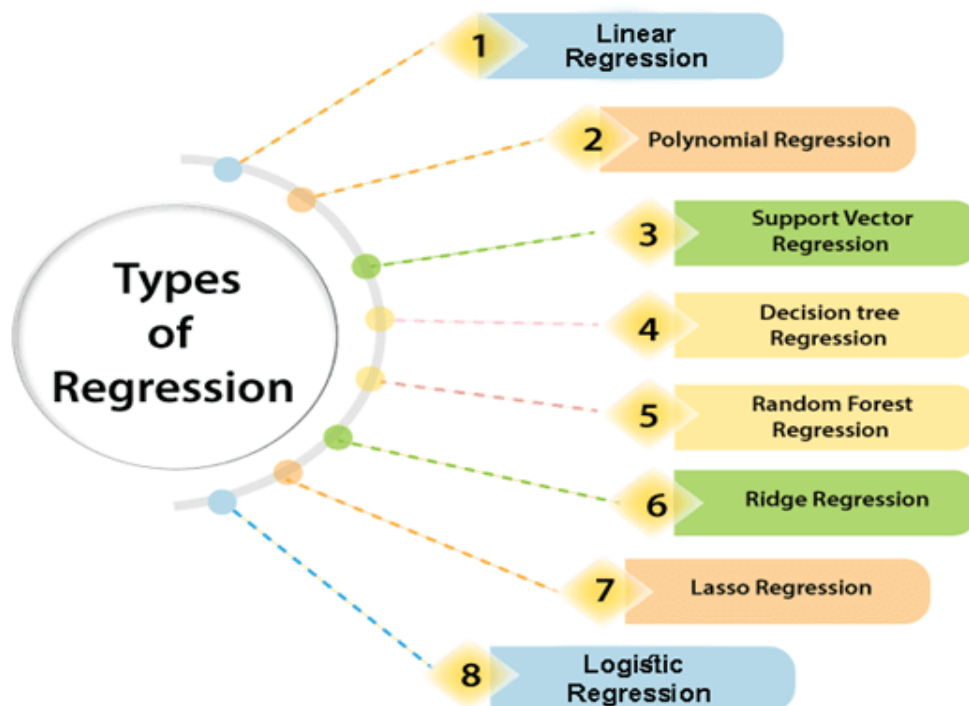 Types
of
Regression
1
Linear
Regression
2
Polynomial Regression
3
Support Vector
Regression
4
Decision tree
Regression
5
Random Forest
Regression
6
Ridge Regression
7
Lasso Regression
8
Logistic
Regression